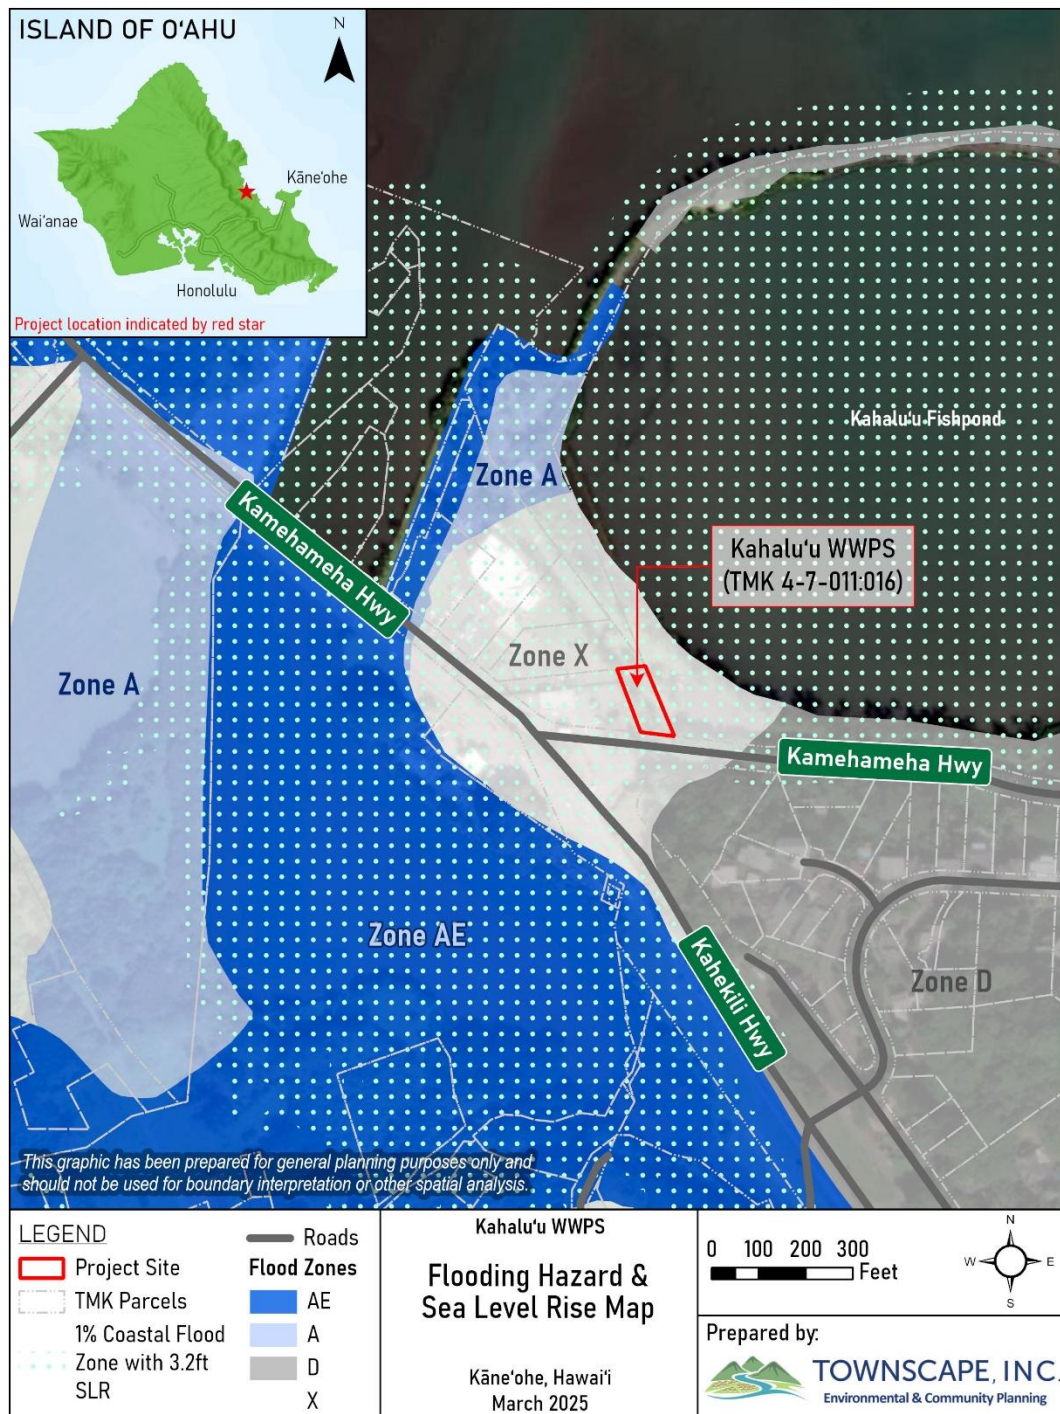 ISLAND OF O‘AHU
N
Kāne‘ohe
Wai‘anae
Honolulu
Project location indicated by red star
Kahalu‘u Fishpond
Zone A
Kamehameha Hwy
Kahalu‘u WWPS
(TMK 4-7-011:016)
Zone X
Zone A
Kamehameha Hwy
Zone AE
Kahekili Hwy
Zone D
This graphic has been prepared for general planning purposes only and
should not be used for boundary interpretation or other spatial analysis.
LEGEND
Project Site
TMK Parcels
1% Coastal Flood
Zone with 3.2ft
SLR
Roads
Flood Zones
AE
A
D
X
Kahalu‘u WWPS
Flooding Hazard &
Sea Level Rise Map
Kāne‘ohe, Hawai‘i
March 2025
0 100 200 300
Feet
N
W E
S
Prepared by:
TOWNSCAPE, INC.
Environmental & Community Planning